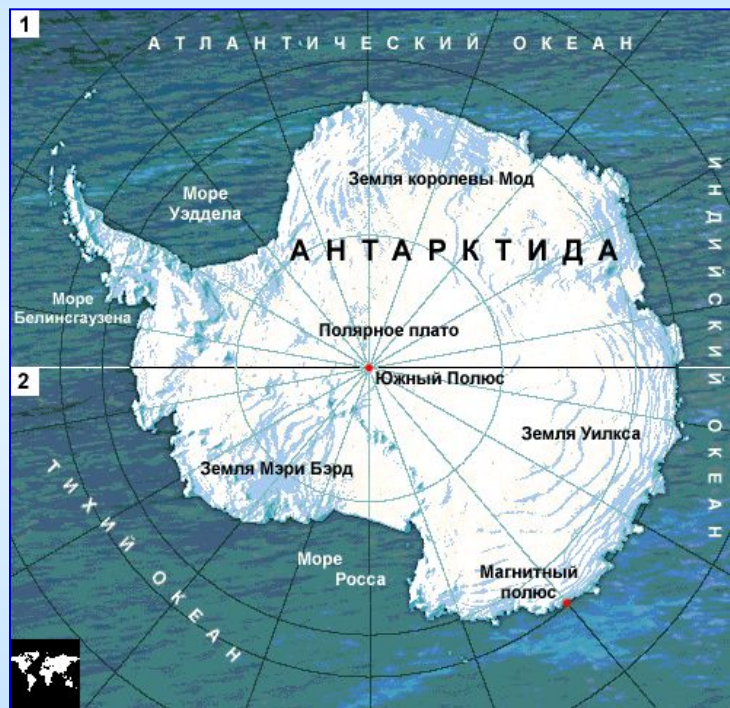 1
АТЛАНТИЧЕСКИЙ ОКЕАН
Земля королевы Мод
Море
Уэддела
ИНДИЙСКИЙ ОКЕАН
АНТАРКТИДА
Море
Белинсгаузена
Полярное плато
2
Южный Полюс
Земля Уилкса
Земля Мэри Бэрд
ТИХИЙ ОКЕАН
Море
Росса
Магнитный
полюс